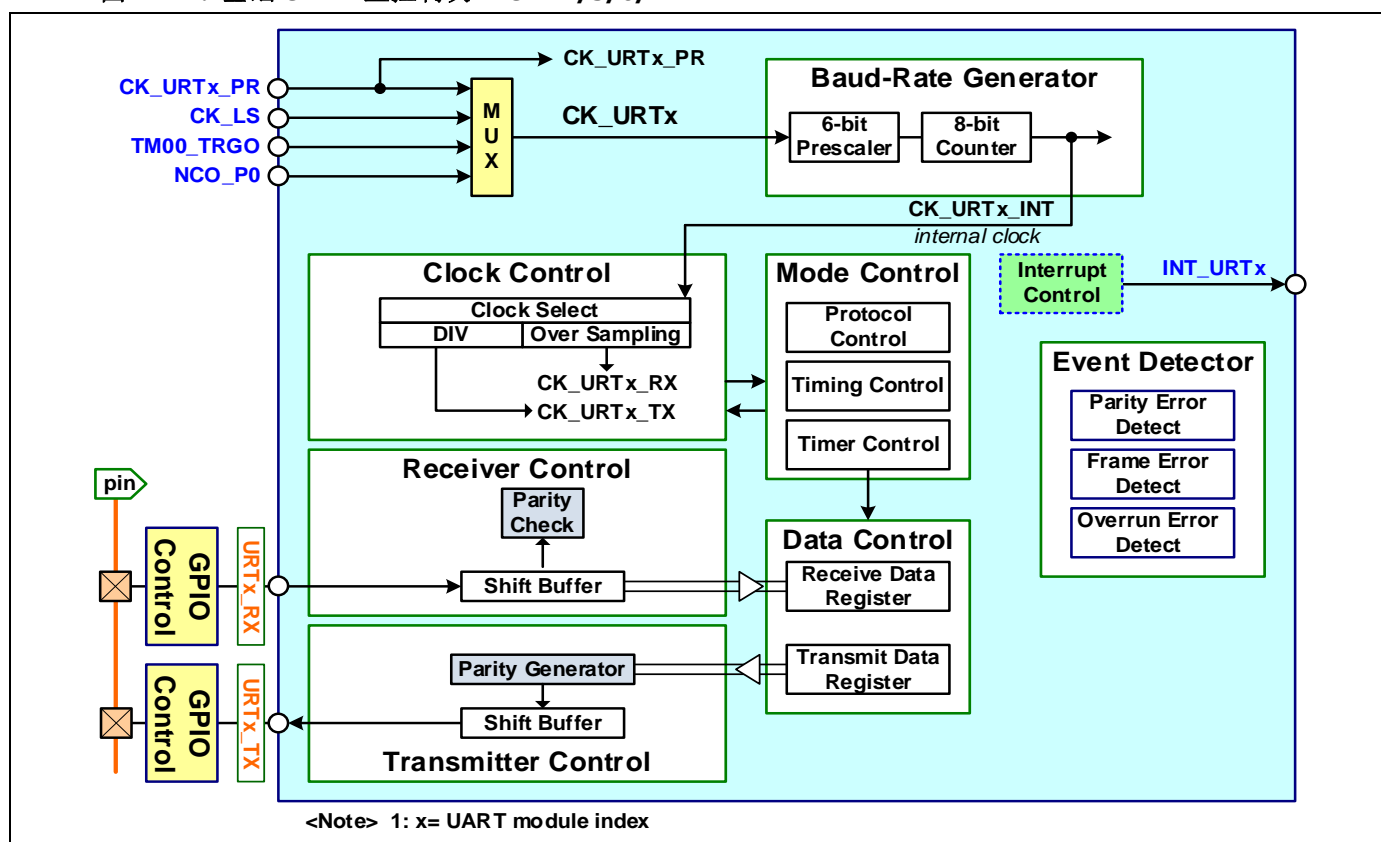 CK_URTx_PR
CK_LS
TM00_TRGO
NCO_P0
CK_URTx_PR
M
U
X
CK_URTx
Baud-Rate Generator
6-bit
Prescaler
8-bit
Counter
CK_URTx_INT
internal clock
Clock Control
Clock Select
DIV
Over Sampling
CK_URTx_RX
CK_URTx_TX
Mode Control
Protocol
Control
Timing Control
Timer Control
Interrupt
Control
INT_URTx
Event Detector
Parity Error
Detect
Frame Error
Detect
Overrun Error
Detect
pin
GPIO
Control
URTx_RX
Receiver Control
Parity
Check
Shift Buffer
Data Control
Receive Data
Register
Transmit Data
Register
GPIO
Control
URTx_TX
Parity Generator
Shift Buffer
Transmitter Control
<Note> 1: x= UART module index